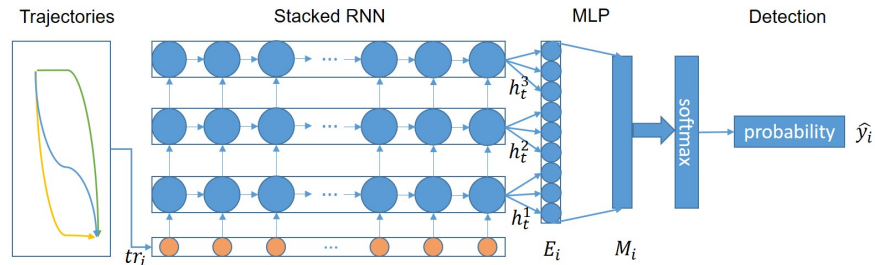 Trajectories Stacked RNN MLP Detection
...
h_t^3
...
h_t^2
softmax
probability ŷ_i
...
h_t^1
tr_i ... E_i M_i